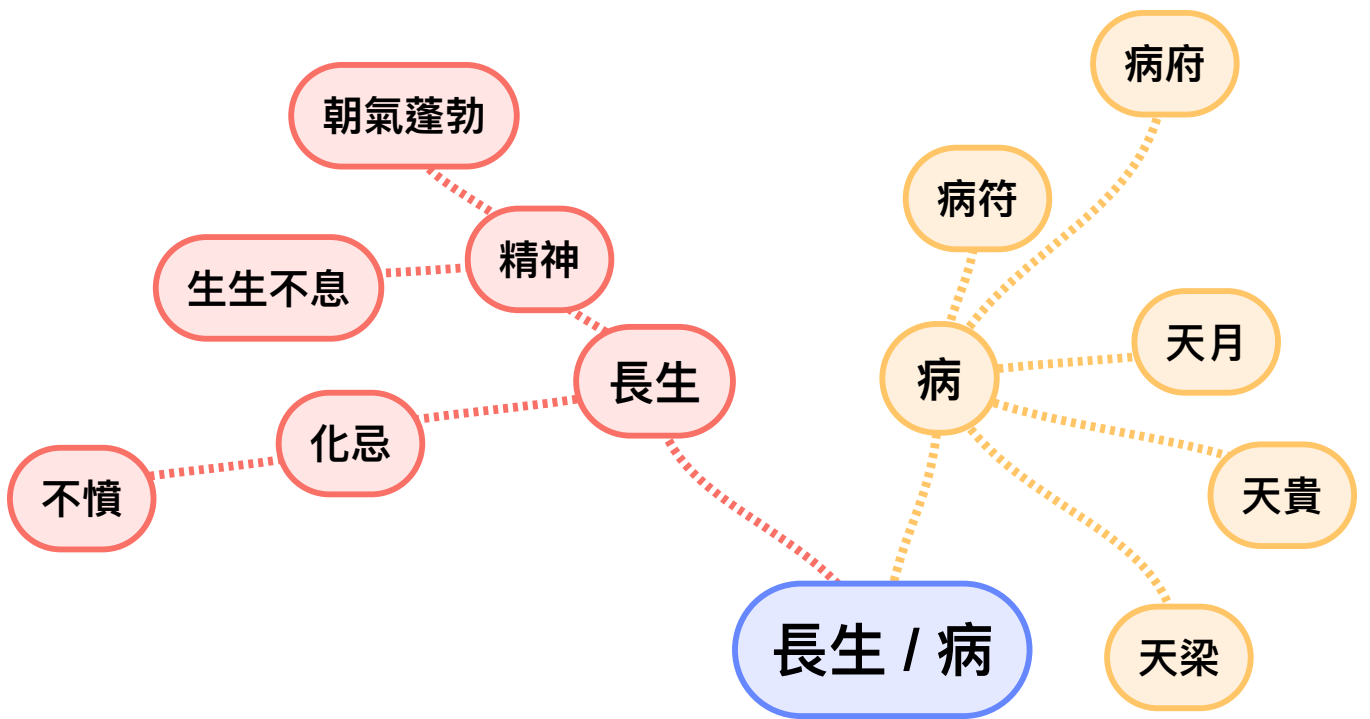 病府
朝氣蓬勃
病符
精神
生生不息
天月
長生
病
化忌
不憤
天貴
長生 / 病
天梁